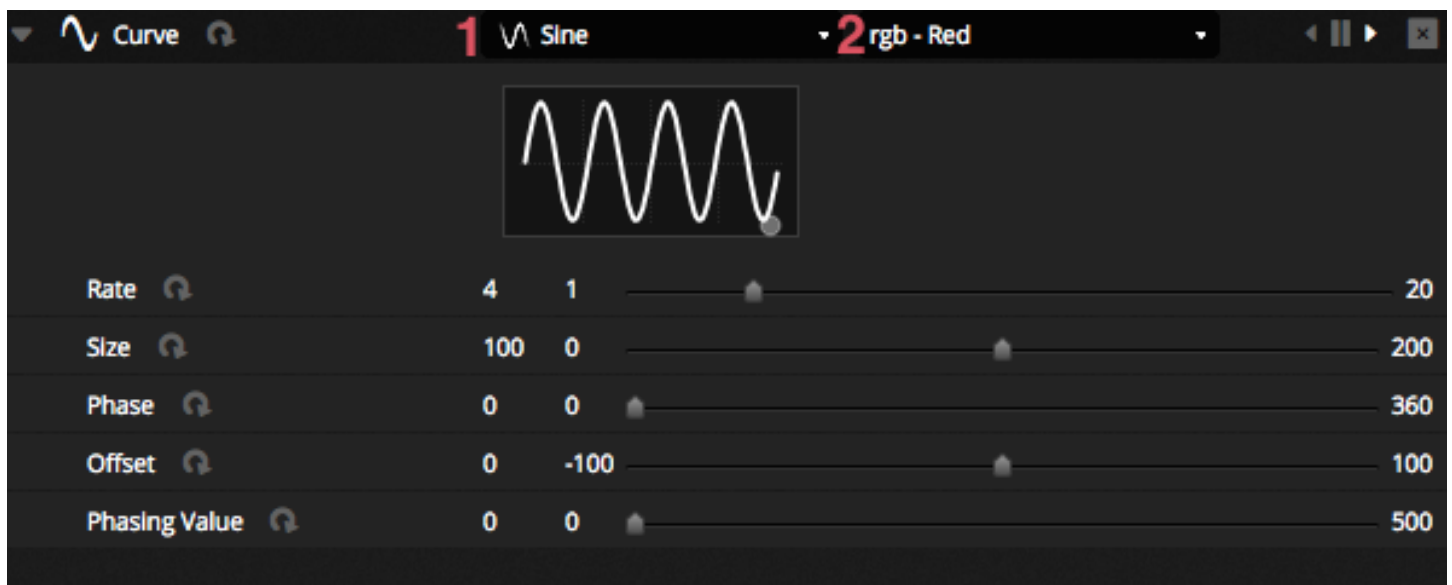 Curve 1 Sine 2 rgb - Red
Rate 4 1 20
Size 100 0 200
Phase 0 0 360
Offset 0 -100 100
Phasing Value 0 0 500